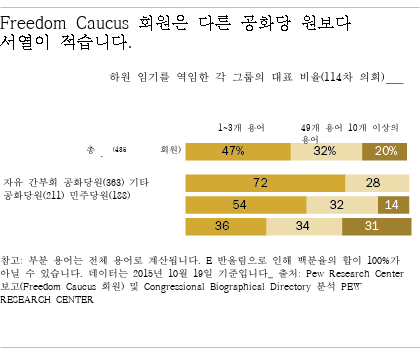 Freedom Caucus 회원은 다른 공화당 원보다
서열이 적습니다.
하원 임기를 역임한 각 그룹의 대표 비율(114차 의회)___
1~3개 용어
49개 용어 10개 이상의
용어
총 . (435 회원)
47% 32% 20%
자유 간부회 공화당원(363) 기타
공화당원(211) 민주당원(188)
72 28
54 32 14
36 34 31
참고: 부분 용어는 전체 용어로 계산됩니다. E 반올림으로 인해 백분율의 합이 100%가
아닐 수 있습니다. 데이터는 2015년 10월 19일 기준입니다_ 출처: Pew Research Center
보고(Freedom Caucus 회원) 및 Congressional Biographical Directory 분석 PEW"
RESEARCH CENTER